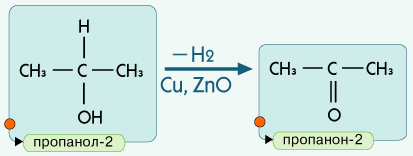 H
CH₃ — C — CH₃
OH
пропанол-2
−H₂
Cu, ZnO
CH₃ — C — CH₃
O
пропанон-2